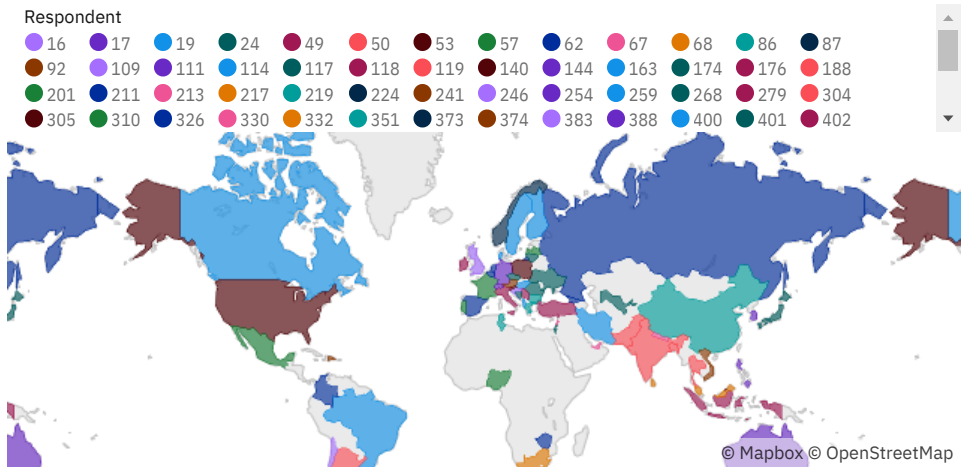 Respondent
16 17 19 24 49 50 53 57 62 67 68 86 87
92 109 111 114 117 118 119 140 144 163 174 176 188
201 211 213 217 219 224 241 246 254 259 268 279 304
305 310 326 330 332 351 373 374 383 388 400 401 402
© Mapbox © OpenStreetMap